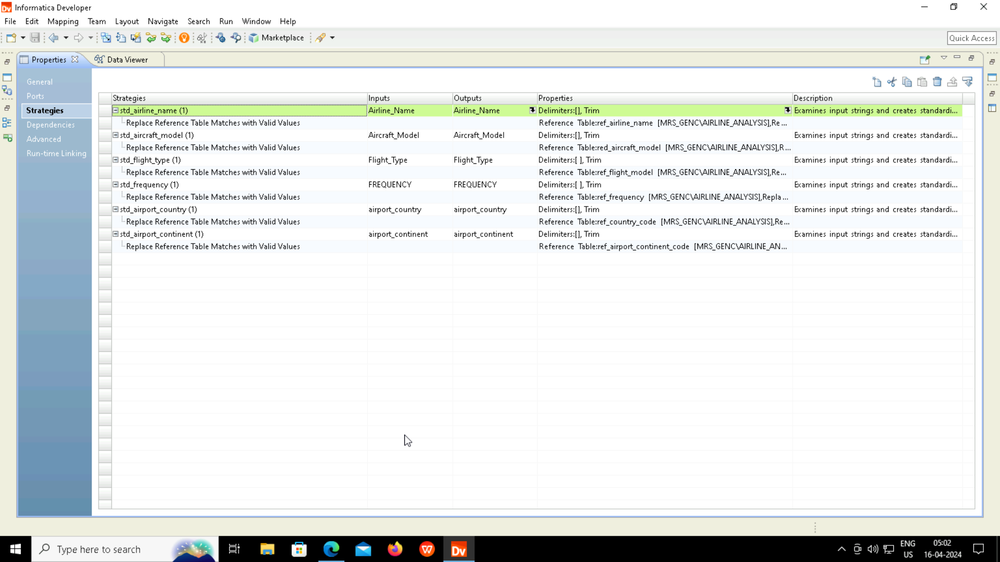 Dv Informatica Developer
File Edit Mapping Team Layout Navigate Search Run Window Help
Marketplace
Quick Access
Properties
Data Viewer
General
Ports
Strategies
Dependencies
Advanced
Run-time Linking
Strategies Inputs Outputs Properties Description
std_airline_name (1) Airline_Name Airline_Name Delimiters:[], Trim Examines input strings and creates standardi...
Replace Reference Table Matches with Valid Values Reference Table:ref_airline_name [MRS_GENC\AIRLINE_ANALYSIS],Re...
std_aircraft_model (1) Aircraft_Model Aircraft_Model Delimiters:[], Trim Examines input strings and creates standardi...
Replace Reference Table Matches with Valid Values Reference Table:red_aircraft_model [MRS_GENC\AIRLINE_ANALYSIS],R...
std_flight_type (1) Flight_Type Flight_Type Delimiters:[ ], Trim Examines input strings and creates standardi...
Replace Reference Table Matches with Valid Values Reference Table:ref_flight_model [MRS_GENC\AIRLINE_ANALYSIS],Re...
std_frequency (1) FREQUENCY FREQUENCY Delimiters:[ ], Trim Examines input strings and creates standardi...
Replace Reference Table Matches with Valid Values Reference Table:ref_frequency [MRS_GENC\AIRLINE_ANALYSIS],Repla...
std_airport_country (1) airport_country airport_country Delimiters:[], Trim Examines input strings and creates standardi...
Replace Reference Table Matches with Valid Values Reference Table:ref_country_code [MRS_GENC\AIRLINE_ANALYSIS],Re...
std_airport_continent (1) airport_continent airport_continent Delimiters:[], Trim Examines input strings and creates standardi...
Replace Reference Table Matches with Valid Values Reference Table:ref_airport_continent_code [MRS_GENC\AIRLINE_AN...
Type here to search
Dv
ENG
US
05:02
16-04-2024